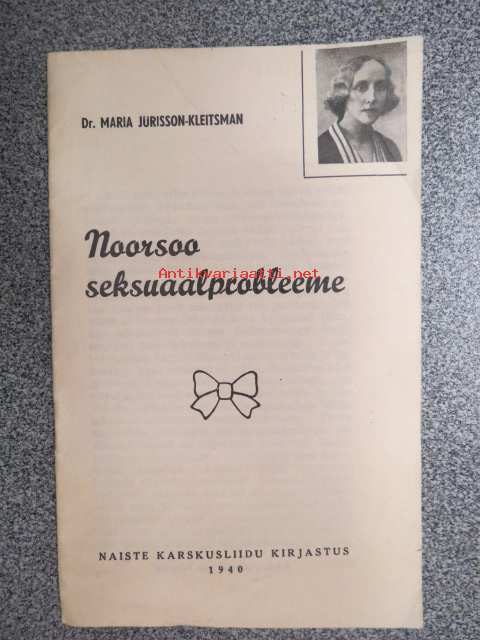 Dr. MARIA JURISSON-KLEITSMAN
Noorsoo
Antikvariaatti.net
seksuaalprobleeme
NAISTE KARSKUSLIIDU KIRJASTUS
1940